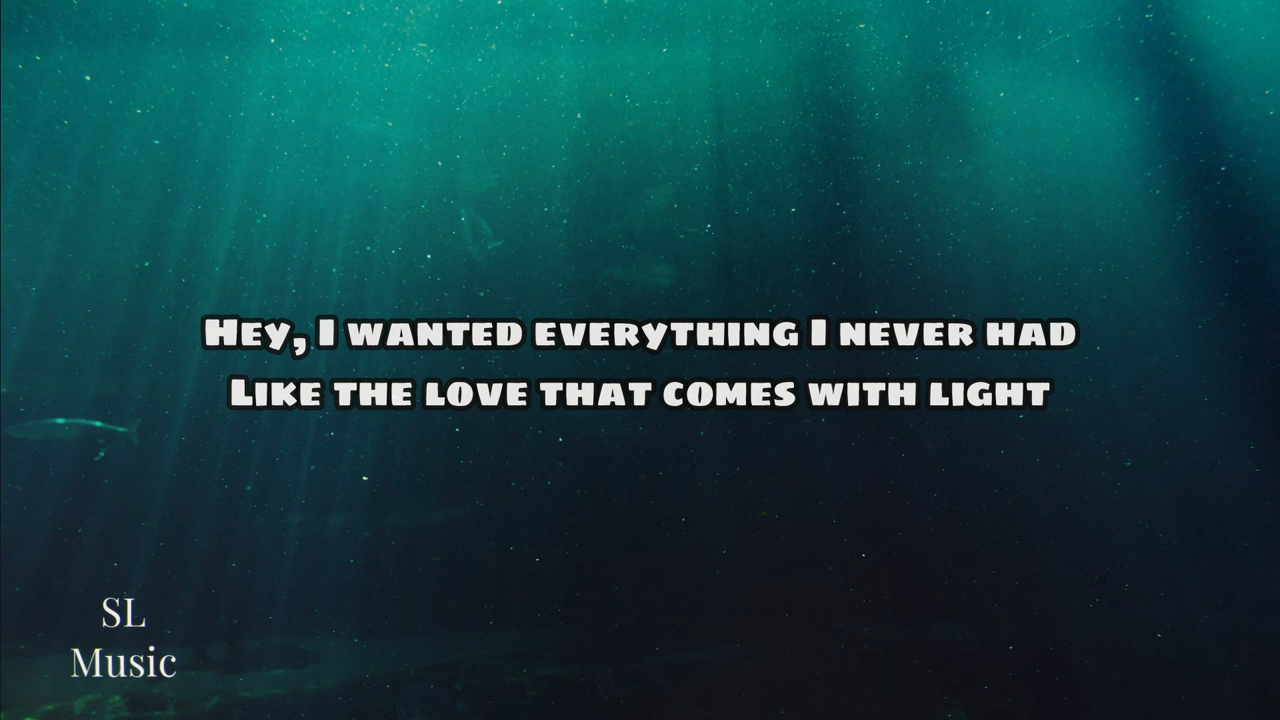 Hey, I wanted everything I never had
Like the love that comes with light
SL
Music